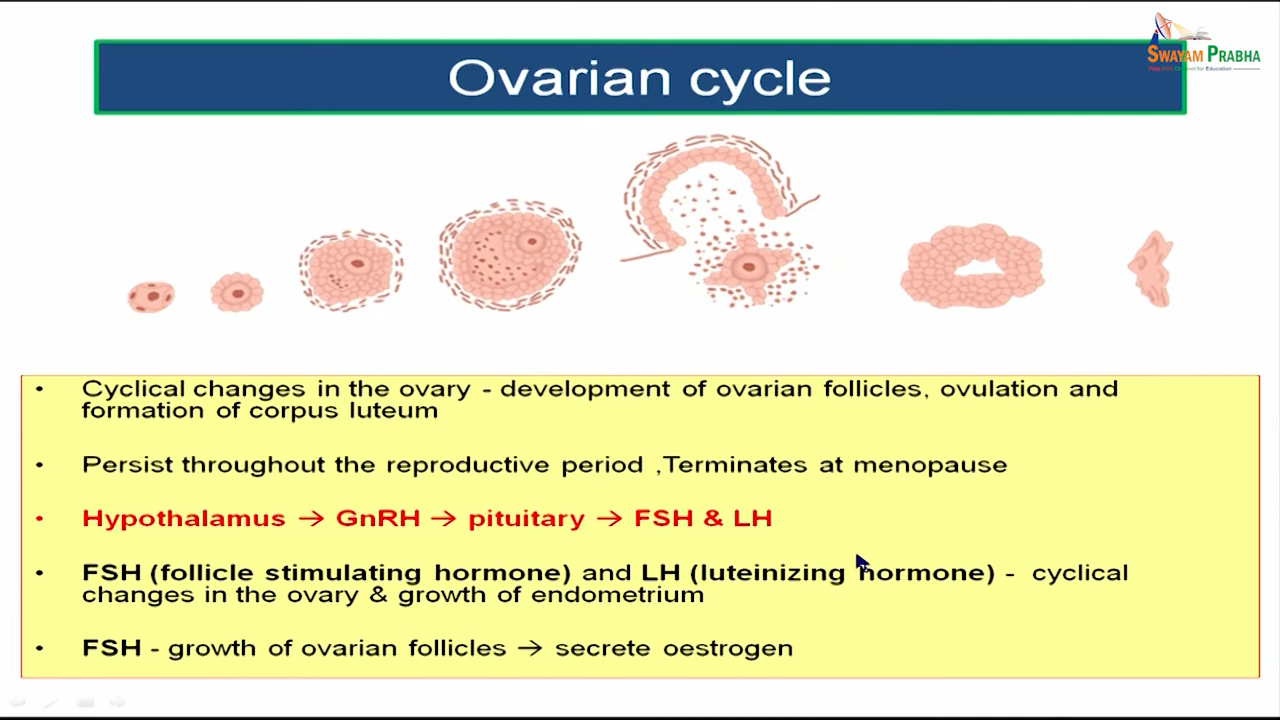 SWAYAM PRABHA
Ovarian cycle
• Cyclical changes in the ovary - development of ovarian follicles, ovulation and
formation of corpus luteum
• Persist throughout the reproductive period ,Terminates at menopause
• Hypothalamus → GnRH → pituitary → FSH & LH
• FSH (follicle stimulating hormone) and LH (luteinizing hormone) - cyclical
changes in the ovary & growth of endometrium
• FSH - growth of ovarian follicles → secrete oestrogen